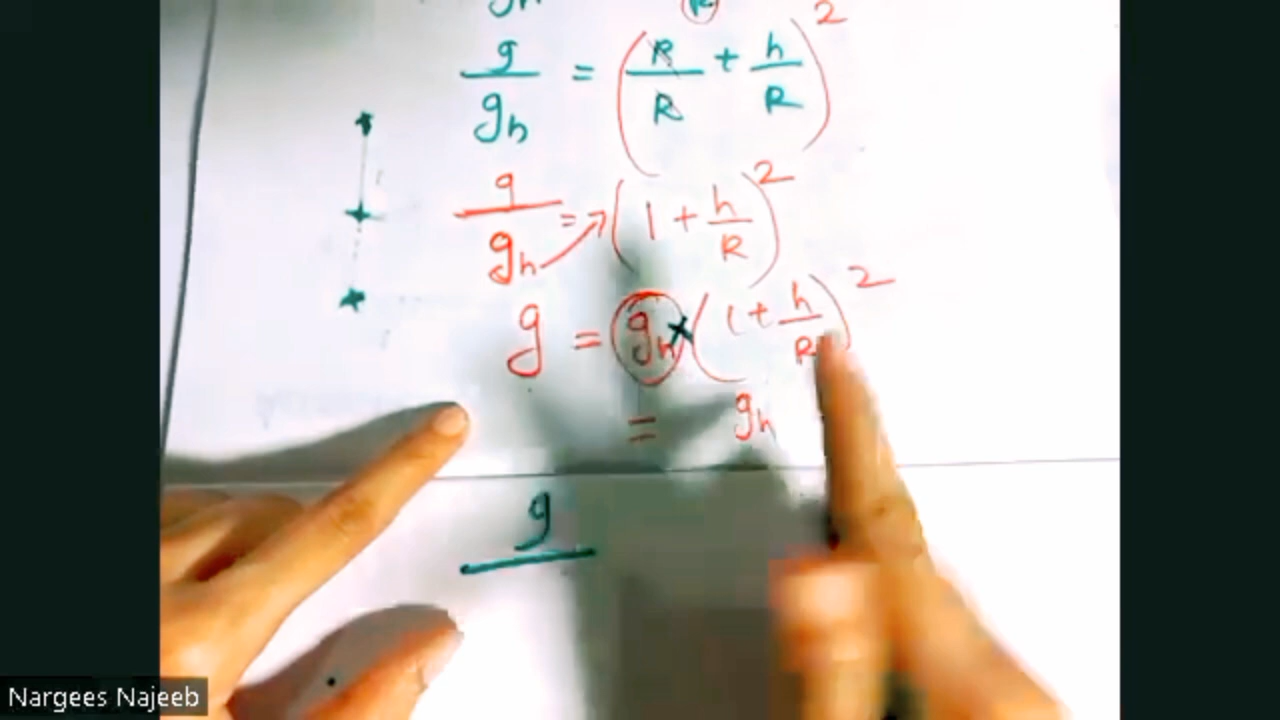 g/gh = (R/R + h/R)²
g/gh = (1 + h/R)²
g = gh × (1 + h/R)²
= gh
g
Nargees Najeeb